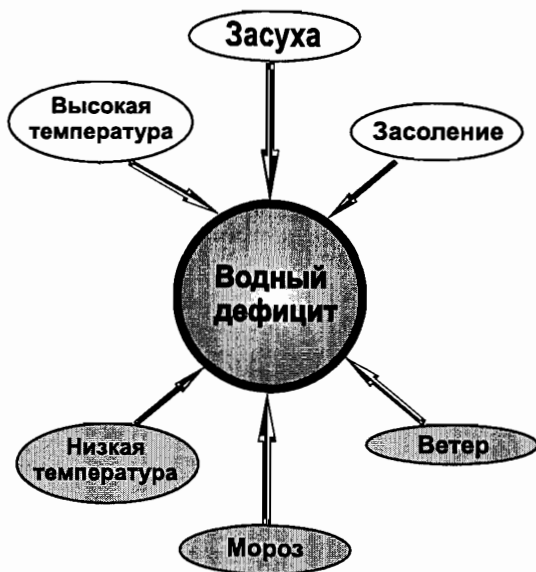 Засуха
Высокая
температура
Засоление
Водный
дефицит
Низкая
температура
Ветер
Мороз